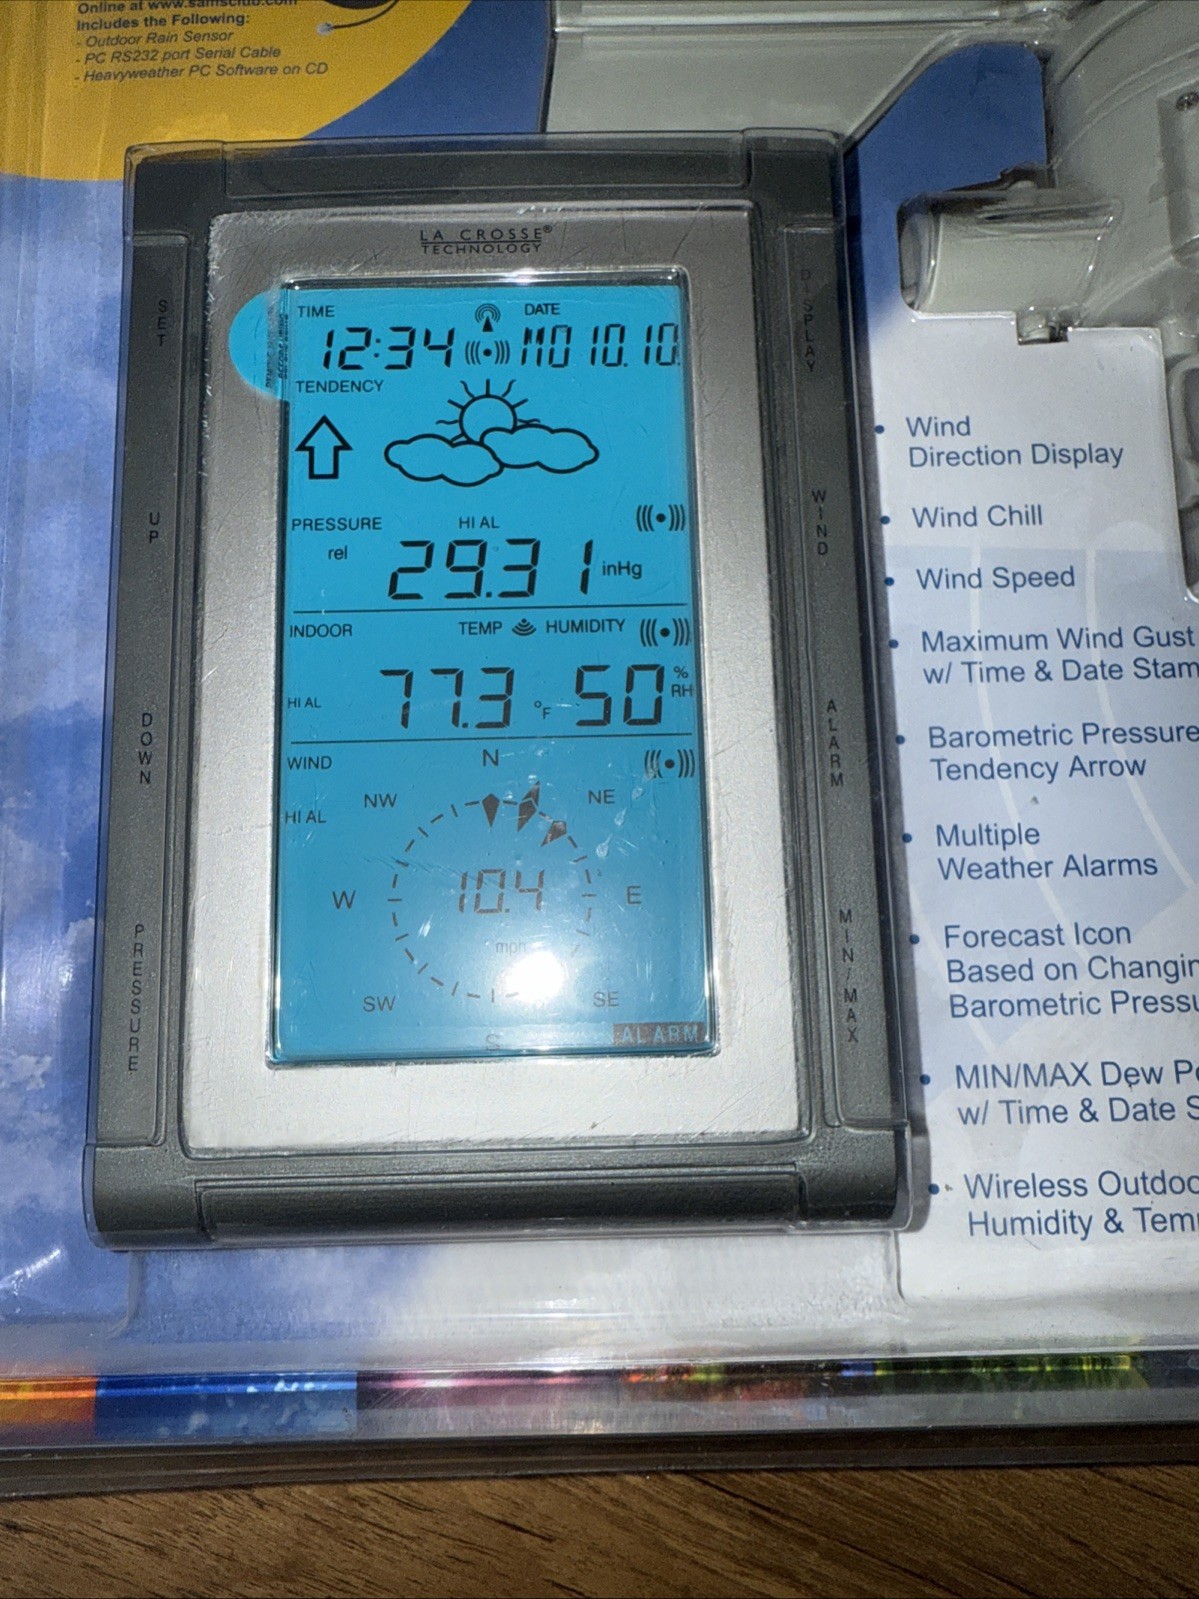 Online at www.samsclub.com
Includes the Following:
- Outdoor Rain Sensor
- PC RS232 port Serial Cable
- Heavyweather PC Software on CD
LA CROSSE®
TECHNOLOGY
SET
UP
DOWN
PRESSURE
DISPLAY
WIND
ALARM
MIN/MAX
TIME DATE
12:34 MO 10.10.
TENDENCY
PRESSURE HI AL
rel 29.31 inHg
INDOOR TEMP HUMIDITY
HI AL 77.3 °F 50 % RH
WIND N
NW NE
HI AL
W 10.4 E
mph
SW SE
S
ALARM
• Wind
Direction Display
• Wind Chill
• Wind Speed
• Maximum Wind Gust
w/ Time & Date Stam
• Barometric Pressure
Tendency Arrow
• Multiple
Weather Alarms
• Forecast Icon
Based on Changin
Barometric Pressu
• MIN/MAX Dew Po
w/ Time & Date S
• Wireless Outdoo
Humidity & Tem